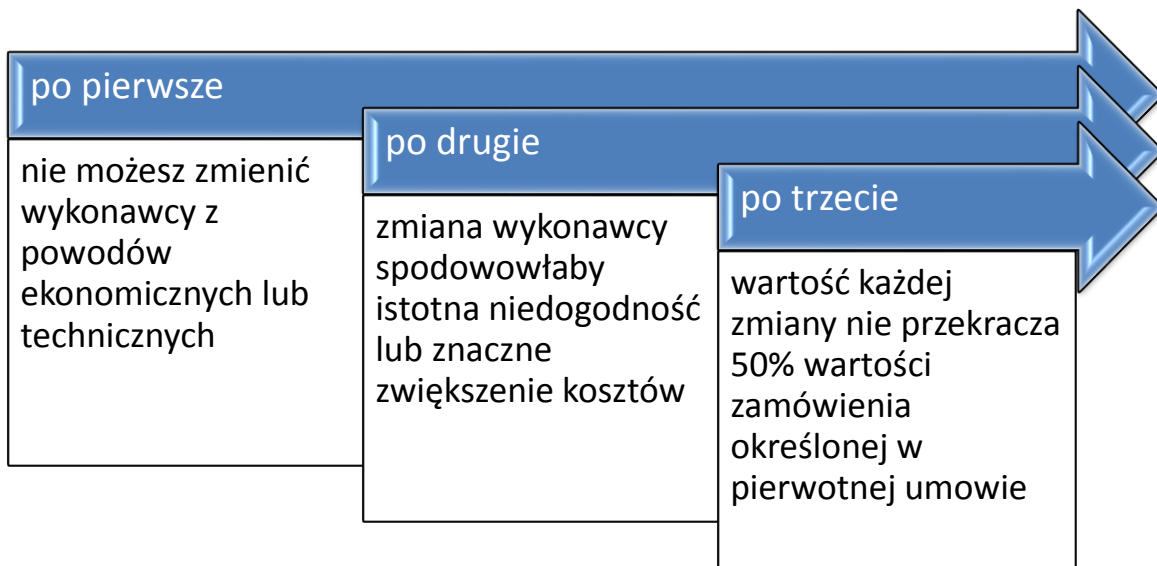 po pierwsze
nie możesz zmienić
wykonawcy z
powodów
ekonomicznych lub
technicznych
po drugie
zmiana wykonawcy
spodowowłaby
istotna niedogodność
lub znaczne
zwiększenie kosztów
po trzecie
wartość każdej
zmiany nie przekracza
50% wartości
zamówienia
określonej w
pierwotnej umowie